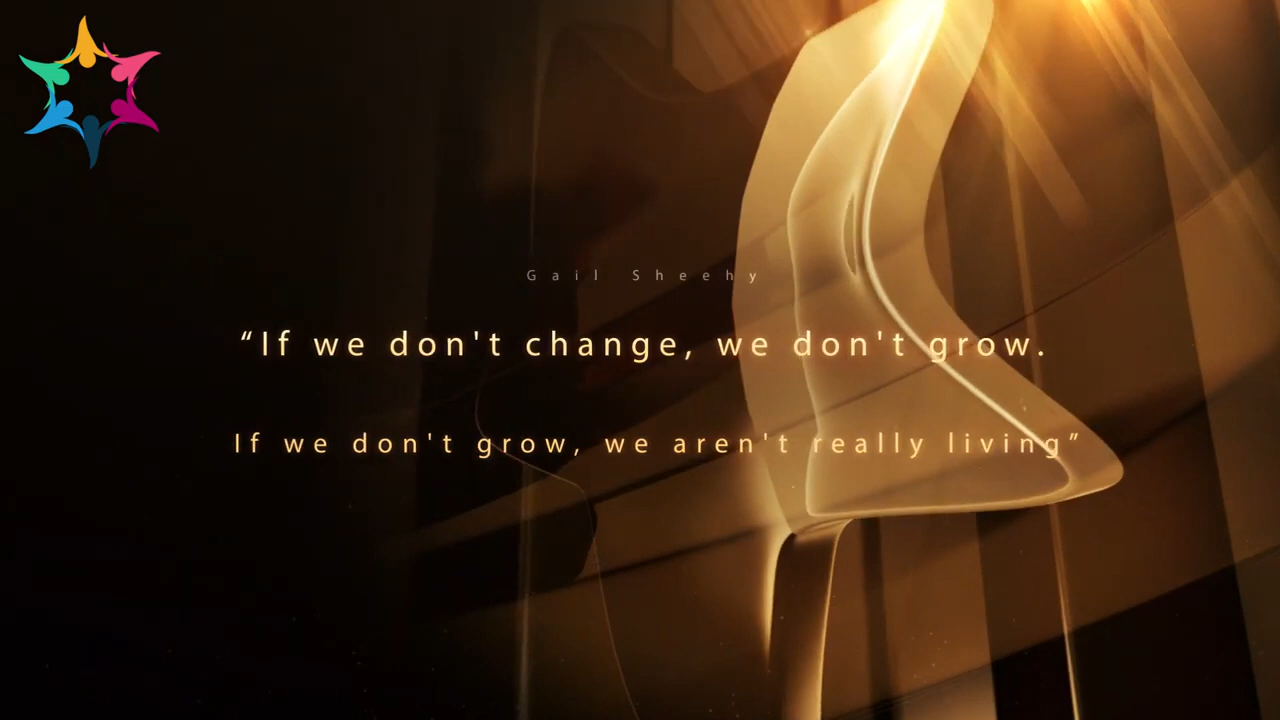 Gail Sheehy
“If we don't change, we don't grow.
If we don't grow, we aren't really living”